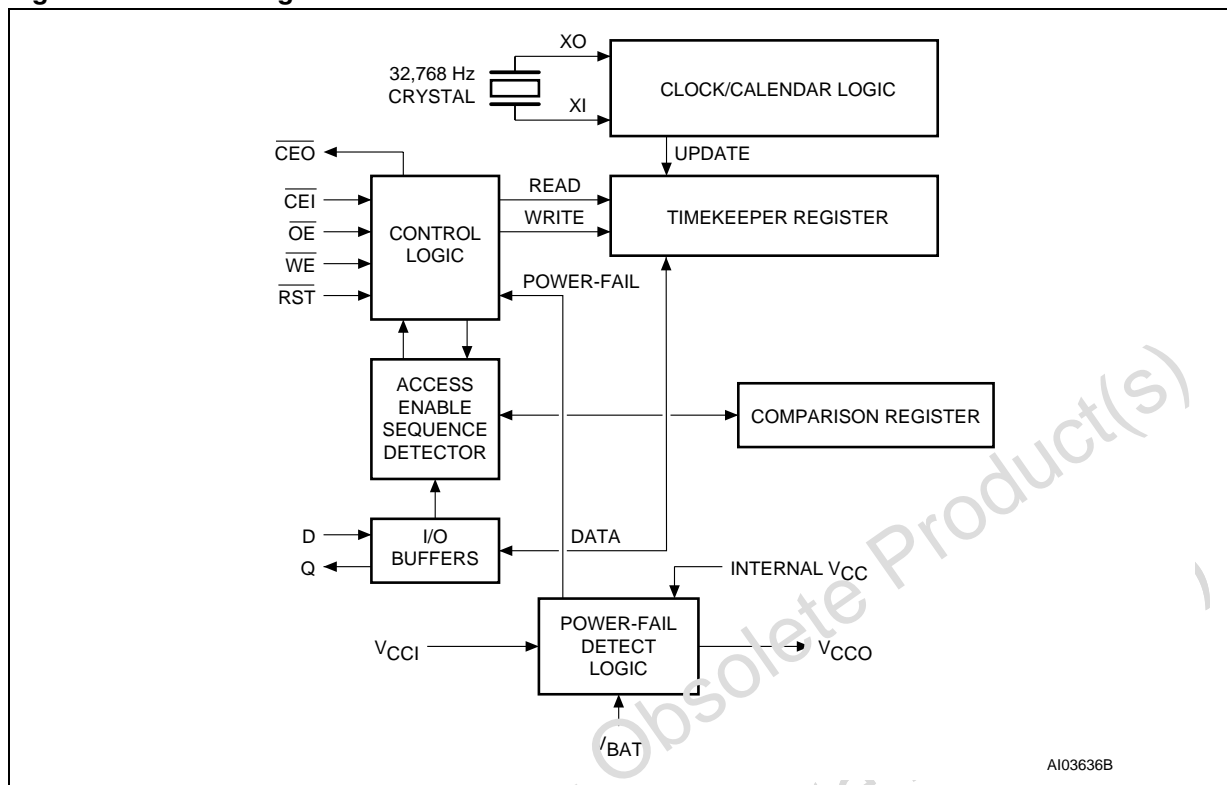 XO
32,768 Hz
CRYSTAL
XI
CLOCK/CALENDAR LOGIC
UPDATE
CEO
CEI
OE
WE
RST
CONTROL
LOGIC
READ
WRITE
TIMEKEEPER REGISTER
POWER-FAIL
ACCESS
ENABLE
SEQUENCE
DETECTOR
COMPARISON REGISTER
D
Q
I/O
BUFFERS
DATA
INTERNAL VCC
VCCI
POWER-FAIL
DETECT
LOGIC
VCCO
BAT
AI03636B
Obsolete Product(s)